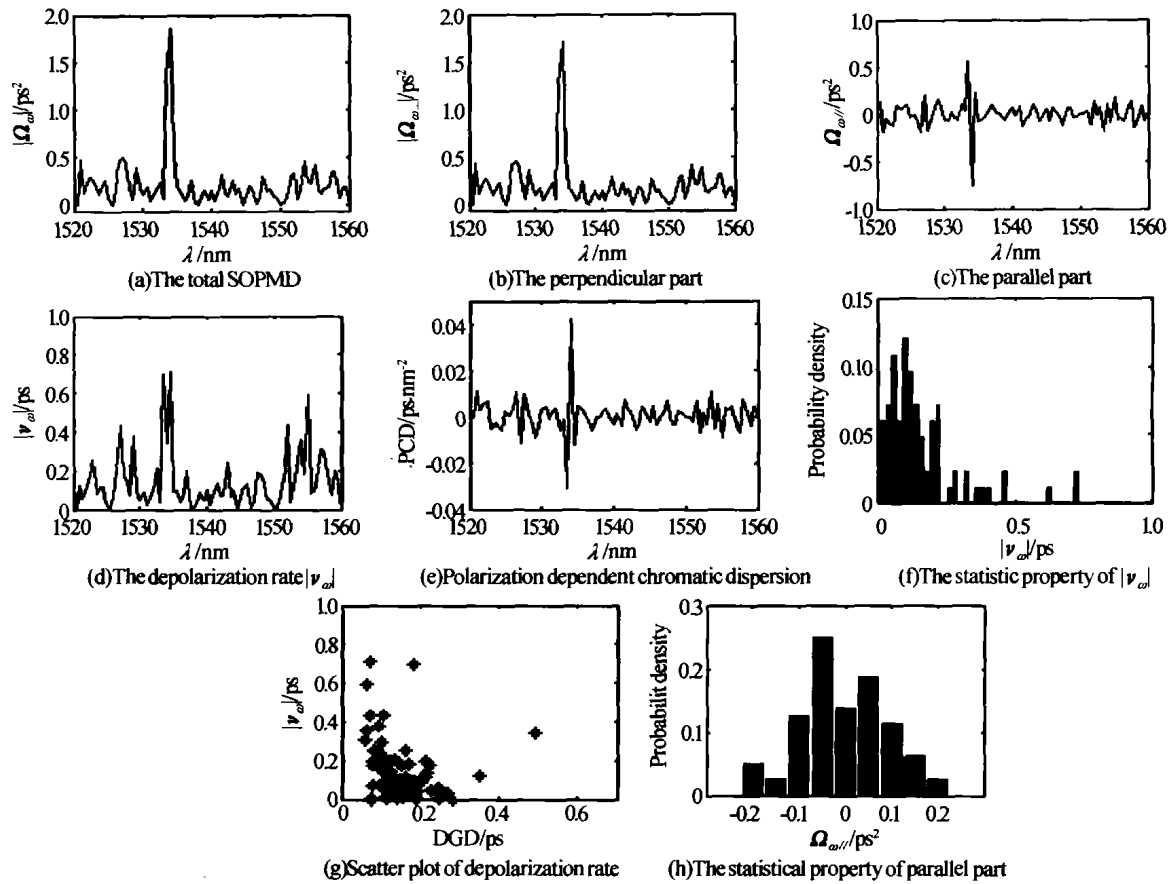 2.0
1.5
1.0
0.5
0
|Ω_ω|/ps²
1520 1530 1540 1550 1560
λ/nm
(a)The total SOPMD
2.0
1.5
1.0
0.5
0
1520 1530 1540 1550 1560
λ/nm
(b)The perpendicular part
1.0
0.5
0
-0.5
-1.0
Ω_ω///ps²
1520 1530 1540 1550 1560
λ/nm
(c)The parallel part
1.0
0.8
0.6
0.4
0.2
0
|ν_ω|/ps
1520 1530 1540 1550 1560
λ/nm
(d)The depolarization rate|ν_ω|
0.04
0.02
0
-0.02
-0.04
PCD/ps·nm⁻²
1520 1530 1540 1550 1560
λ/nm
(e)Polarization dependent chromatic dispersion
0.15
0.10
0.05
0
Probability density
0 0.5 1.0
|ν_ω|/ps
(f)The statistic property of |ν_ω|
1.0
0.8
0.6
0.4
0.2
0
|ν_ω|/ps
0 0.2 0.4 0.6
DGD/ps
(g)Scatter plot of depolarization rate
0.3
0.2
0.1
0
Probabilit density
-0.2 -0.1 0 0.1 0.2
Ω_ω///ps²
(h)The statistical property of parallel part